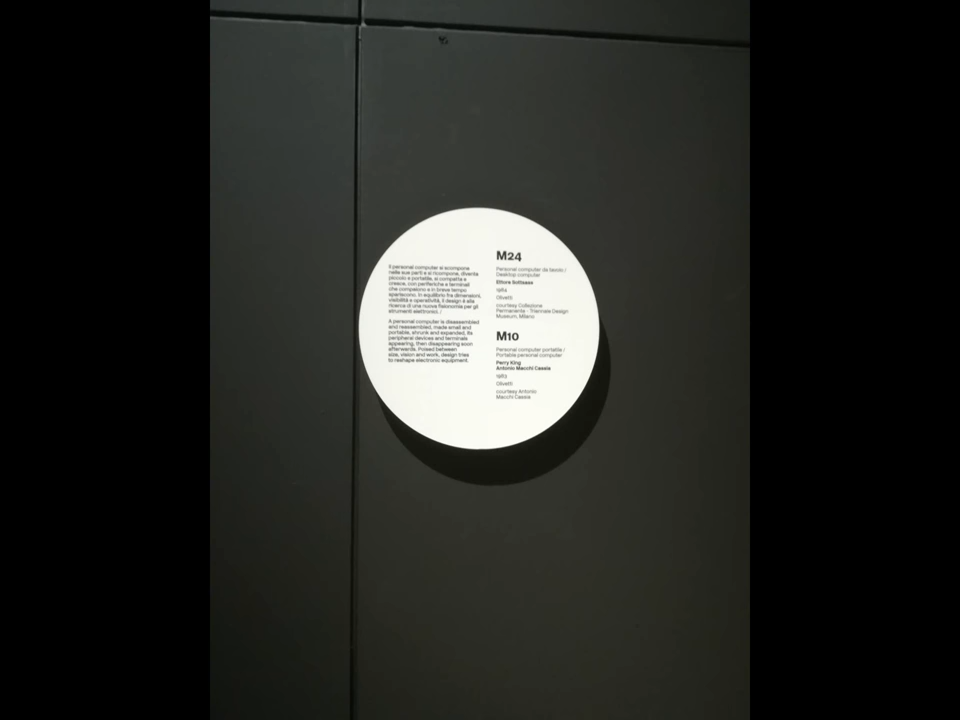 Il personal computer si scompone
nelle sue parti e si ricompone, diventa
piccolo e portatile, si compatta e
cresce, con periferiche e terminali
che compaiono e in breve tempo
spariscono. In equilibrio fra dimensioni,
visibilità e operatività, il design è alla
ricerca di una nuova fisionomia per gli
strumenti elettronici. /
A personal computer is disassembled
and reassembled, made small and
portable, shrunk and expanded, its
peripheral devices and terminals
appearing, then disappearing soon
afterwards. Poised between
size, vision and work, design tries
to reshape electronic equipment.
M24
Personal computer da tavolo /
Desktop computer
Ettore Sottsass
1984
Olivetti
courtesy Collezione
Permanente - Triennale Design
Museum, Milano
M10
Personal computer portatile /
Portable personal computer
Perry King
Antonio Macchi Cassia
1983
Olivetti
courtesy Antonio
Macchi Cassia